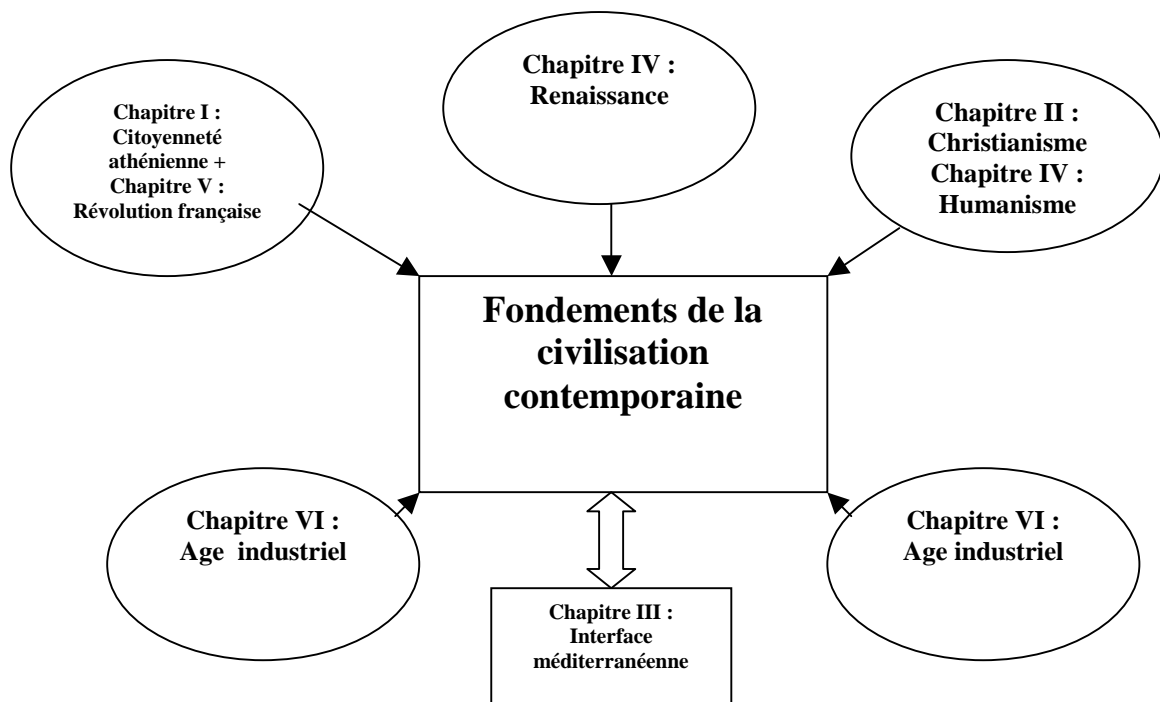 Chapitre I :
Citoyenneté
athénienne +
Chapitre V :
Révolution française
Chapitre IV :
Renaissance
Chapitre II :
Christianisme
Chapitre IV :
Humanisme
Fondements de la
civilisation
contemporaine
Chapitre VI :
Age industriel
Chapitre III :
Interface
méditerranéenne
Chapitre VI :
Age industriel